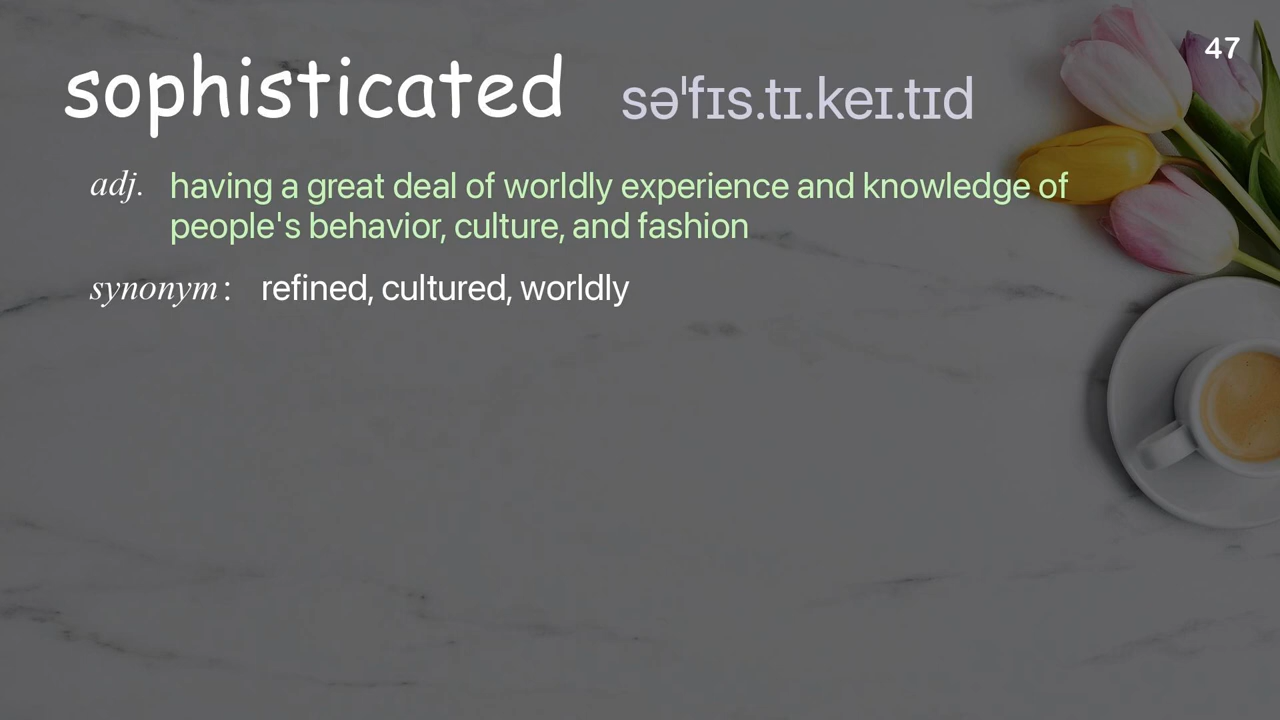 47
sophisticated səˈfɪs.tɪ.keɪ.tɪd
adj. having a great deal of worldly experience and knowledge of
people's behavior, culture, and fashion
synonym: refined, cultured, worldly